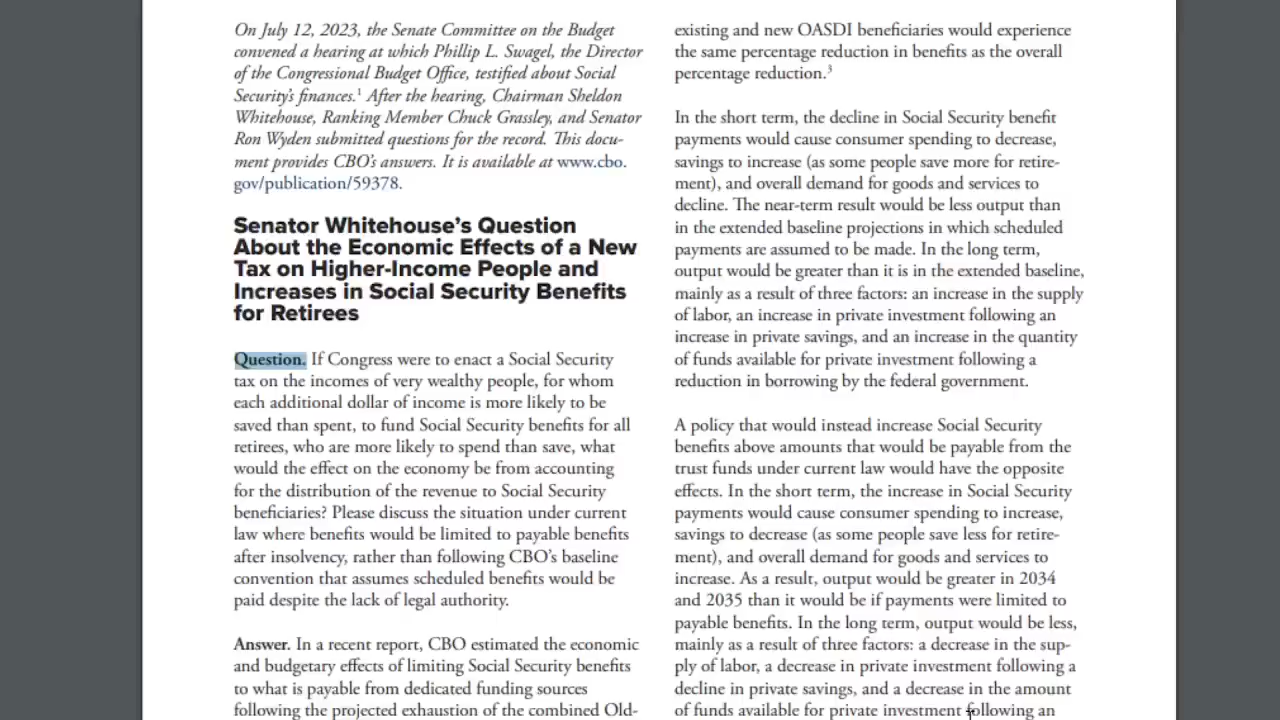 On July 12, 2023, the Senate Committee on the Budget
convened a hearing at which Phillip L. Swagel, the Director
of the Congressional Budget Office, testified about Social
Security's finances.1 After the hearing, Chairman Sheldon
Whitehouse, Ranking Member Chuck Grassley, and Senator
Ron Wyden submitted questions for the record. This docu-
ment provides CBO's answers. It is available at www.cbo.
gov/publication/59378.
Senator Whitehouse's Question
About the Economic Effects of a New
Tax on Higher-Income People and
Increases in Social Security Benefits
for Retirees
Question. If Congress were to enact a Social Security
tax on the incomes of very wealthy people, for whom
each additional dollar of income is more likely to be
saved than spent, to fund Social Security benefits for all
retirees, who are more likely to spend than save, what
would the effect on the economy be from accounting
for the distribution of the revenue to Social Security
beneficiaries? Please discuss the situation under current
law where benefits would be limited to payable benefits
after insolvency, rather than following CBO's baseline
convention that assumes scheduled benefits would be
paid despite the lack of legal authority.
Answer. In a recent report, CBO estimated the economic
and budgetary effects of limiting Social Security benefits
to what is payable from dedicated funding sources
following the projected exhaustion of the combined Old-
existing and new OASDI beneficiaries would experience
the same percentage reduction in benefits as the overall
percentage reduction.3
In the short term, the decline in Social Security benefit
payments would cause consumer spending to decrease,
savings to increase (as some people save more for retire-
ment), and overall demand for goods and services to
decline. The near-term result would be less output than
in the extended baseline projections in which scheduled
payments are assumed to be made. In the long term,
output would be greater than it is in the extended baseline,
mainly as a result of three factors: an increase in the supply
of labor, an increase in private investment following an
increase in private savings, and an increase in the quantity
of funds available for private investment following a
reduction in borrowing by the federal government.
A policy that would instead increase Social Security
benefits above amounts that would be payable from the
trust funds under current law would have the opposite
effects. In the short term, the increase in Social Security
payments would cause consumer spending to increase,
savings to decrease (as some people save less for retire-
ment), and overall demand for goods and services to
increase. As a result, output would be greater in 2034
and 2035 than it would be if payments were limited to
payable benefits. In the long term, output would be less,
mainly as a result of three factors: a decrease in the sup-
ply of labor, a decrease in private investment following a
decline in private savings, and a decrease in the amount
of funds available for private investment following an